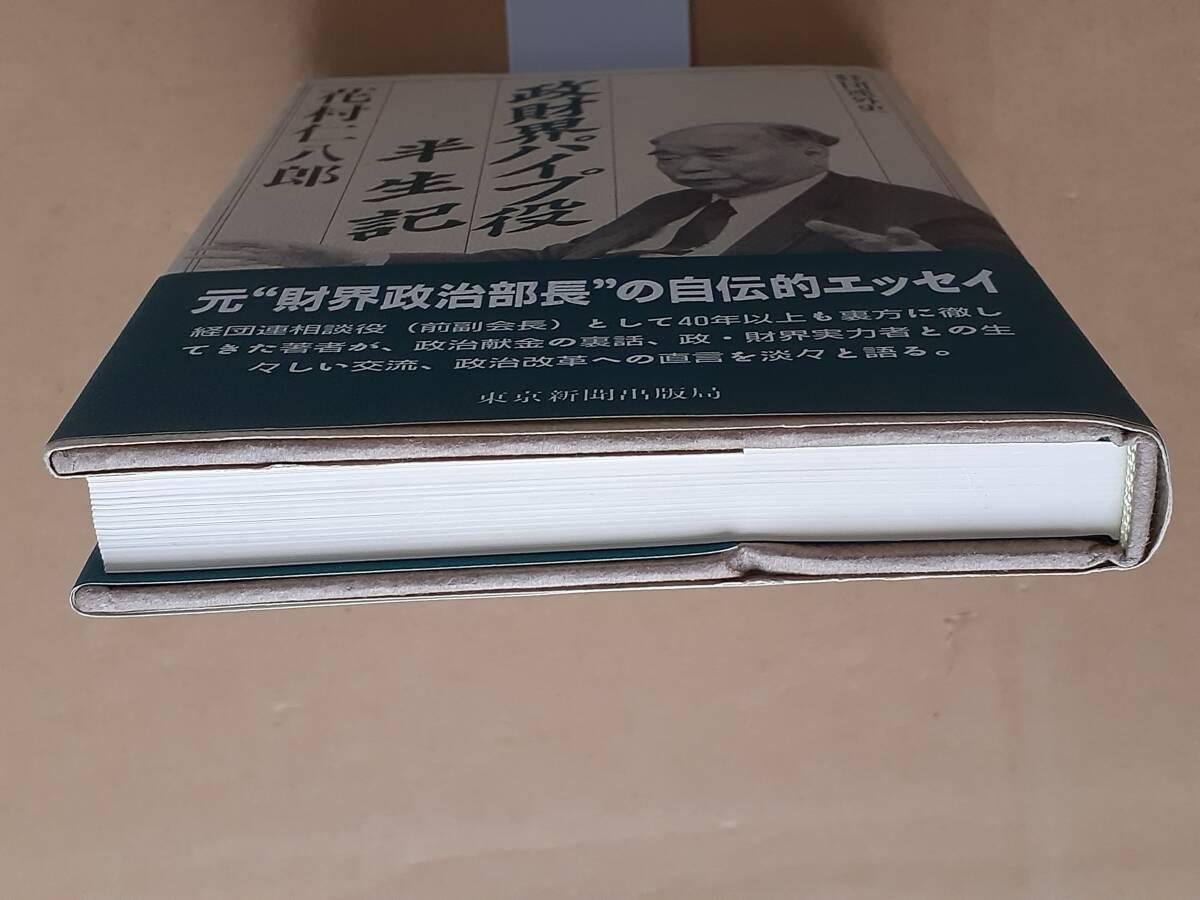 政財界パイプ役
半生記
花村仁八郎
元“財界政治部長”の自伝的エッセイ
経団連相談役（前副会長）として40年以上も裏方に徹し
てきた著者が、政治献金の裏話、政・財界実力者との生
々しい交流、政治改革への直言を淡々と語る。
東京新聞出版局